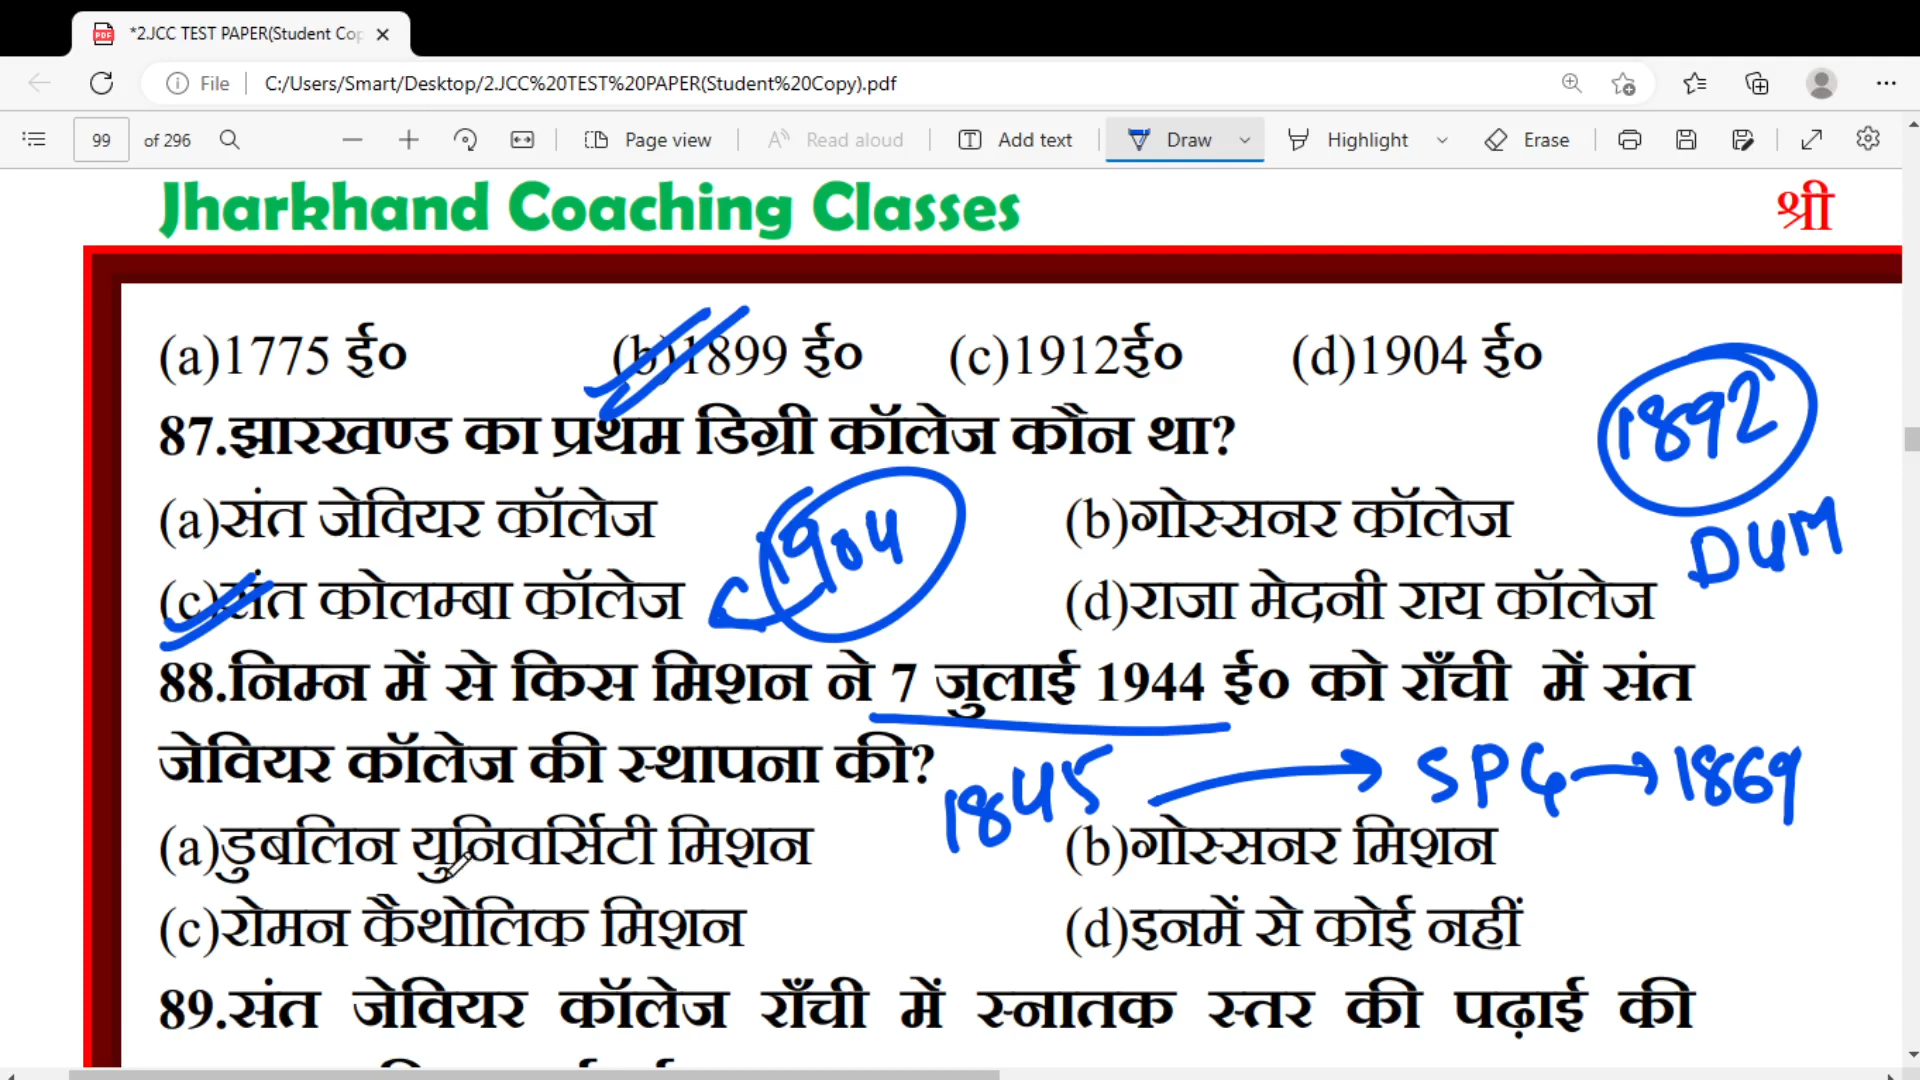 *2.JCC TEST PAPER(Student Cop
File C:/Users/Smart/Desktop/2.JCC%20TEST%20PAPER(Student%20Copy).pdf
99 of 296 Page view Read aloud Add text Draw Highlight Erase
Jharkhand Coaching Classes श्री
(a)1775 ई० (b)1899 ई० (c)1912ई० (d)1904 ई०
1892
87.झारखण्ड का प्रथम डिग्री कॉलेज कौन था?
(a)संत जेवियर कॉलेज 1904 (b)गोस्सनर कॉलेज
DUM
(c)संत कोलम्बा कॉलेज (d)राजा मेदनी राय कॉलेज
88.निम्न में से किस मिशन ने 7 जुलाई 1944 ई० को राँची में संत
जेवियर कॉलेज की स्थापना की?
1845 → SPG → 1869
(a)डुबलिन युनिवर्सिटी मिशन (b)गोस्सनर मिशन
(c)रोमन कैथोलिक मिशन (d)इनमें से कोई नहीं
89.संत जेवियर कॉलेज राँची में स्नातक स्तर की पढ़ाई की